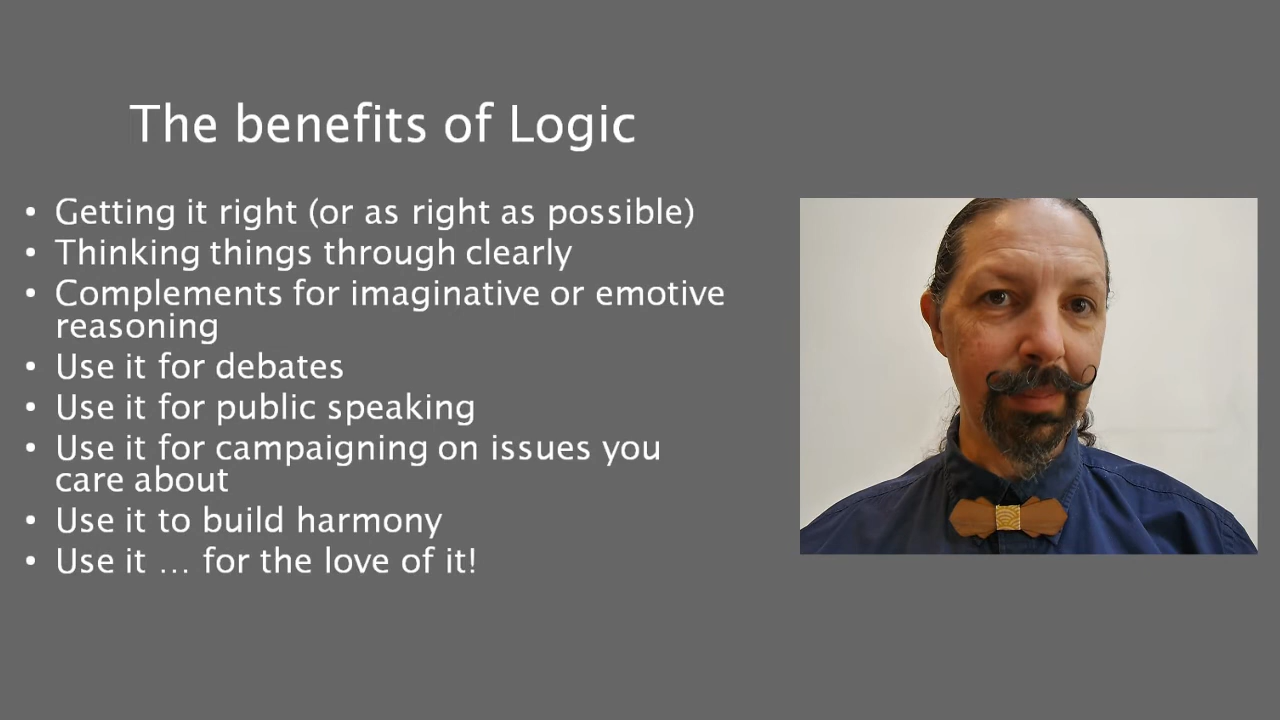 The benefits of Logic
• Getting it right (or as right as possible)
• Thinking things through clearly
• Complements for imaginative or emotive
reasoning
• Use it for debates
• Use it for public speaking
• Use it for campaigning on issues you
care about
• Use it to build harmony
• Use it … for the love of it!